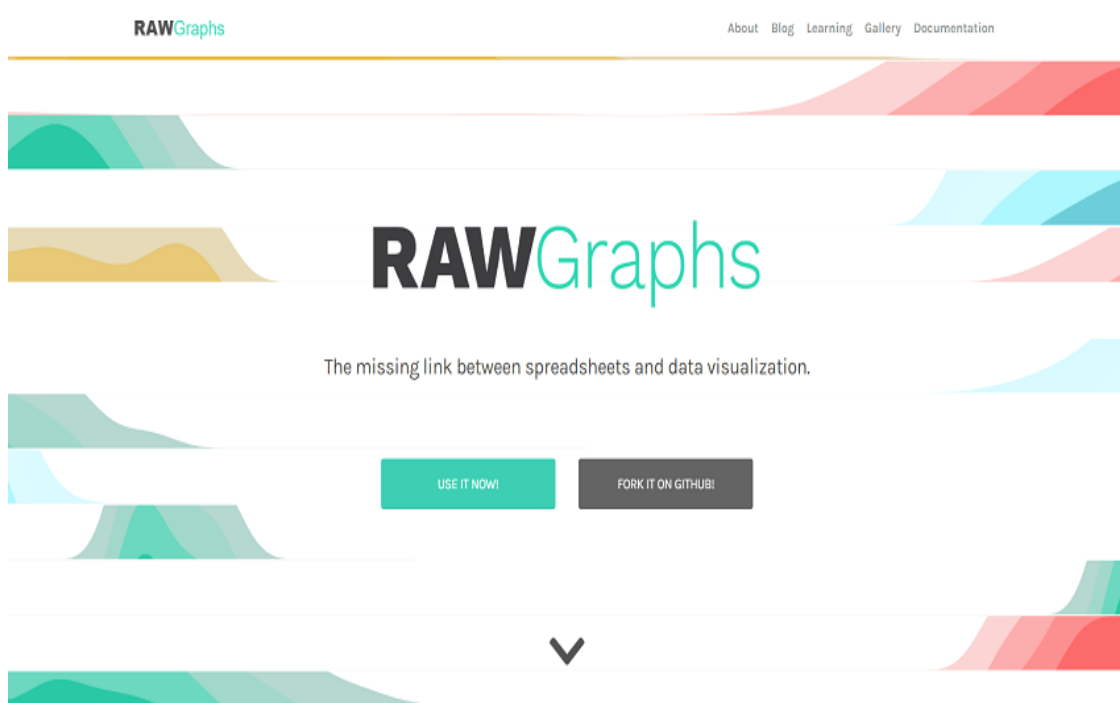 RAWGraphs
About Blog Learning Gallery Documentation
RAWGraphs
The missing link between spreadsheets and data visualization.
USE IT NOW!
FORK IT ON GITHUB!